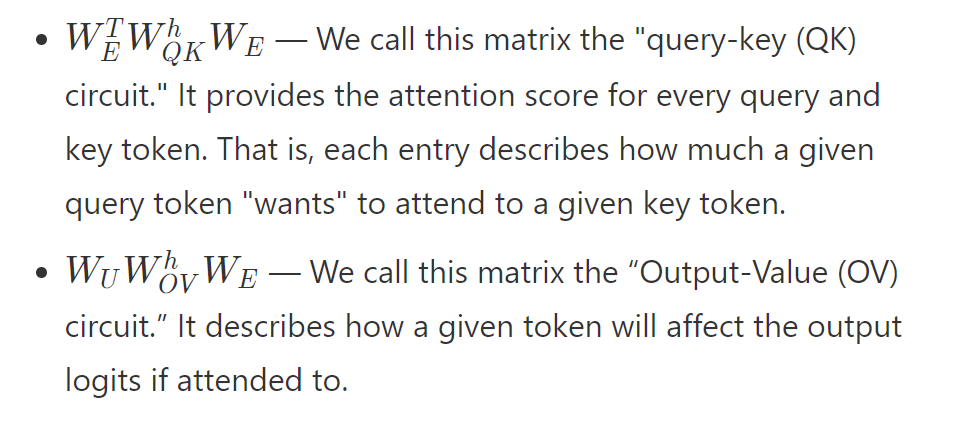 • $W_E^T W_{QK}^h W_E$ — We call this matrix the "query-key (QK)
circuit." It provides the attention score for every query and
key token. That is, each entry describes how much a given
query token "wants" to attend to a given key token.
• $W_U W_{OV}^h W_E$ — We call this matrix the “Output-Value (OV)
circuit.” It describes how a given token will affect the output
logits if attended to.